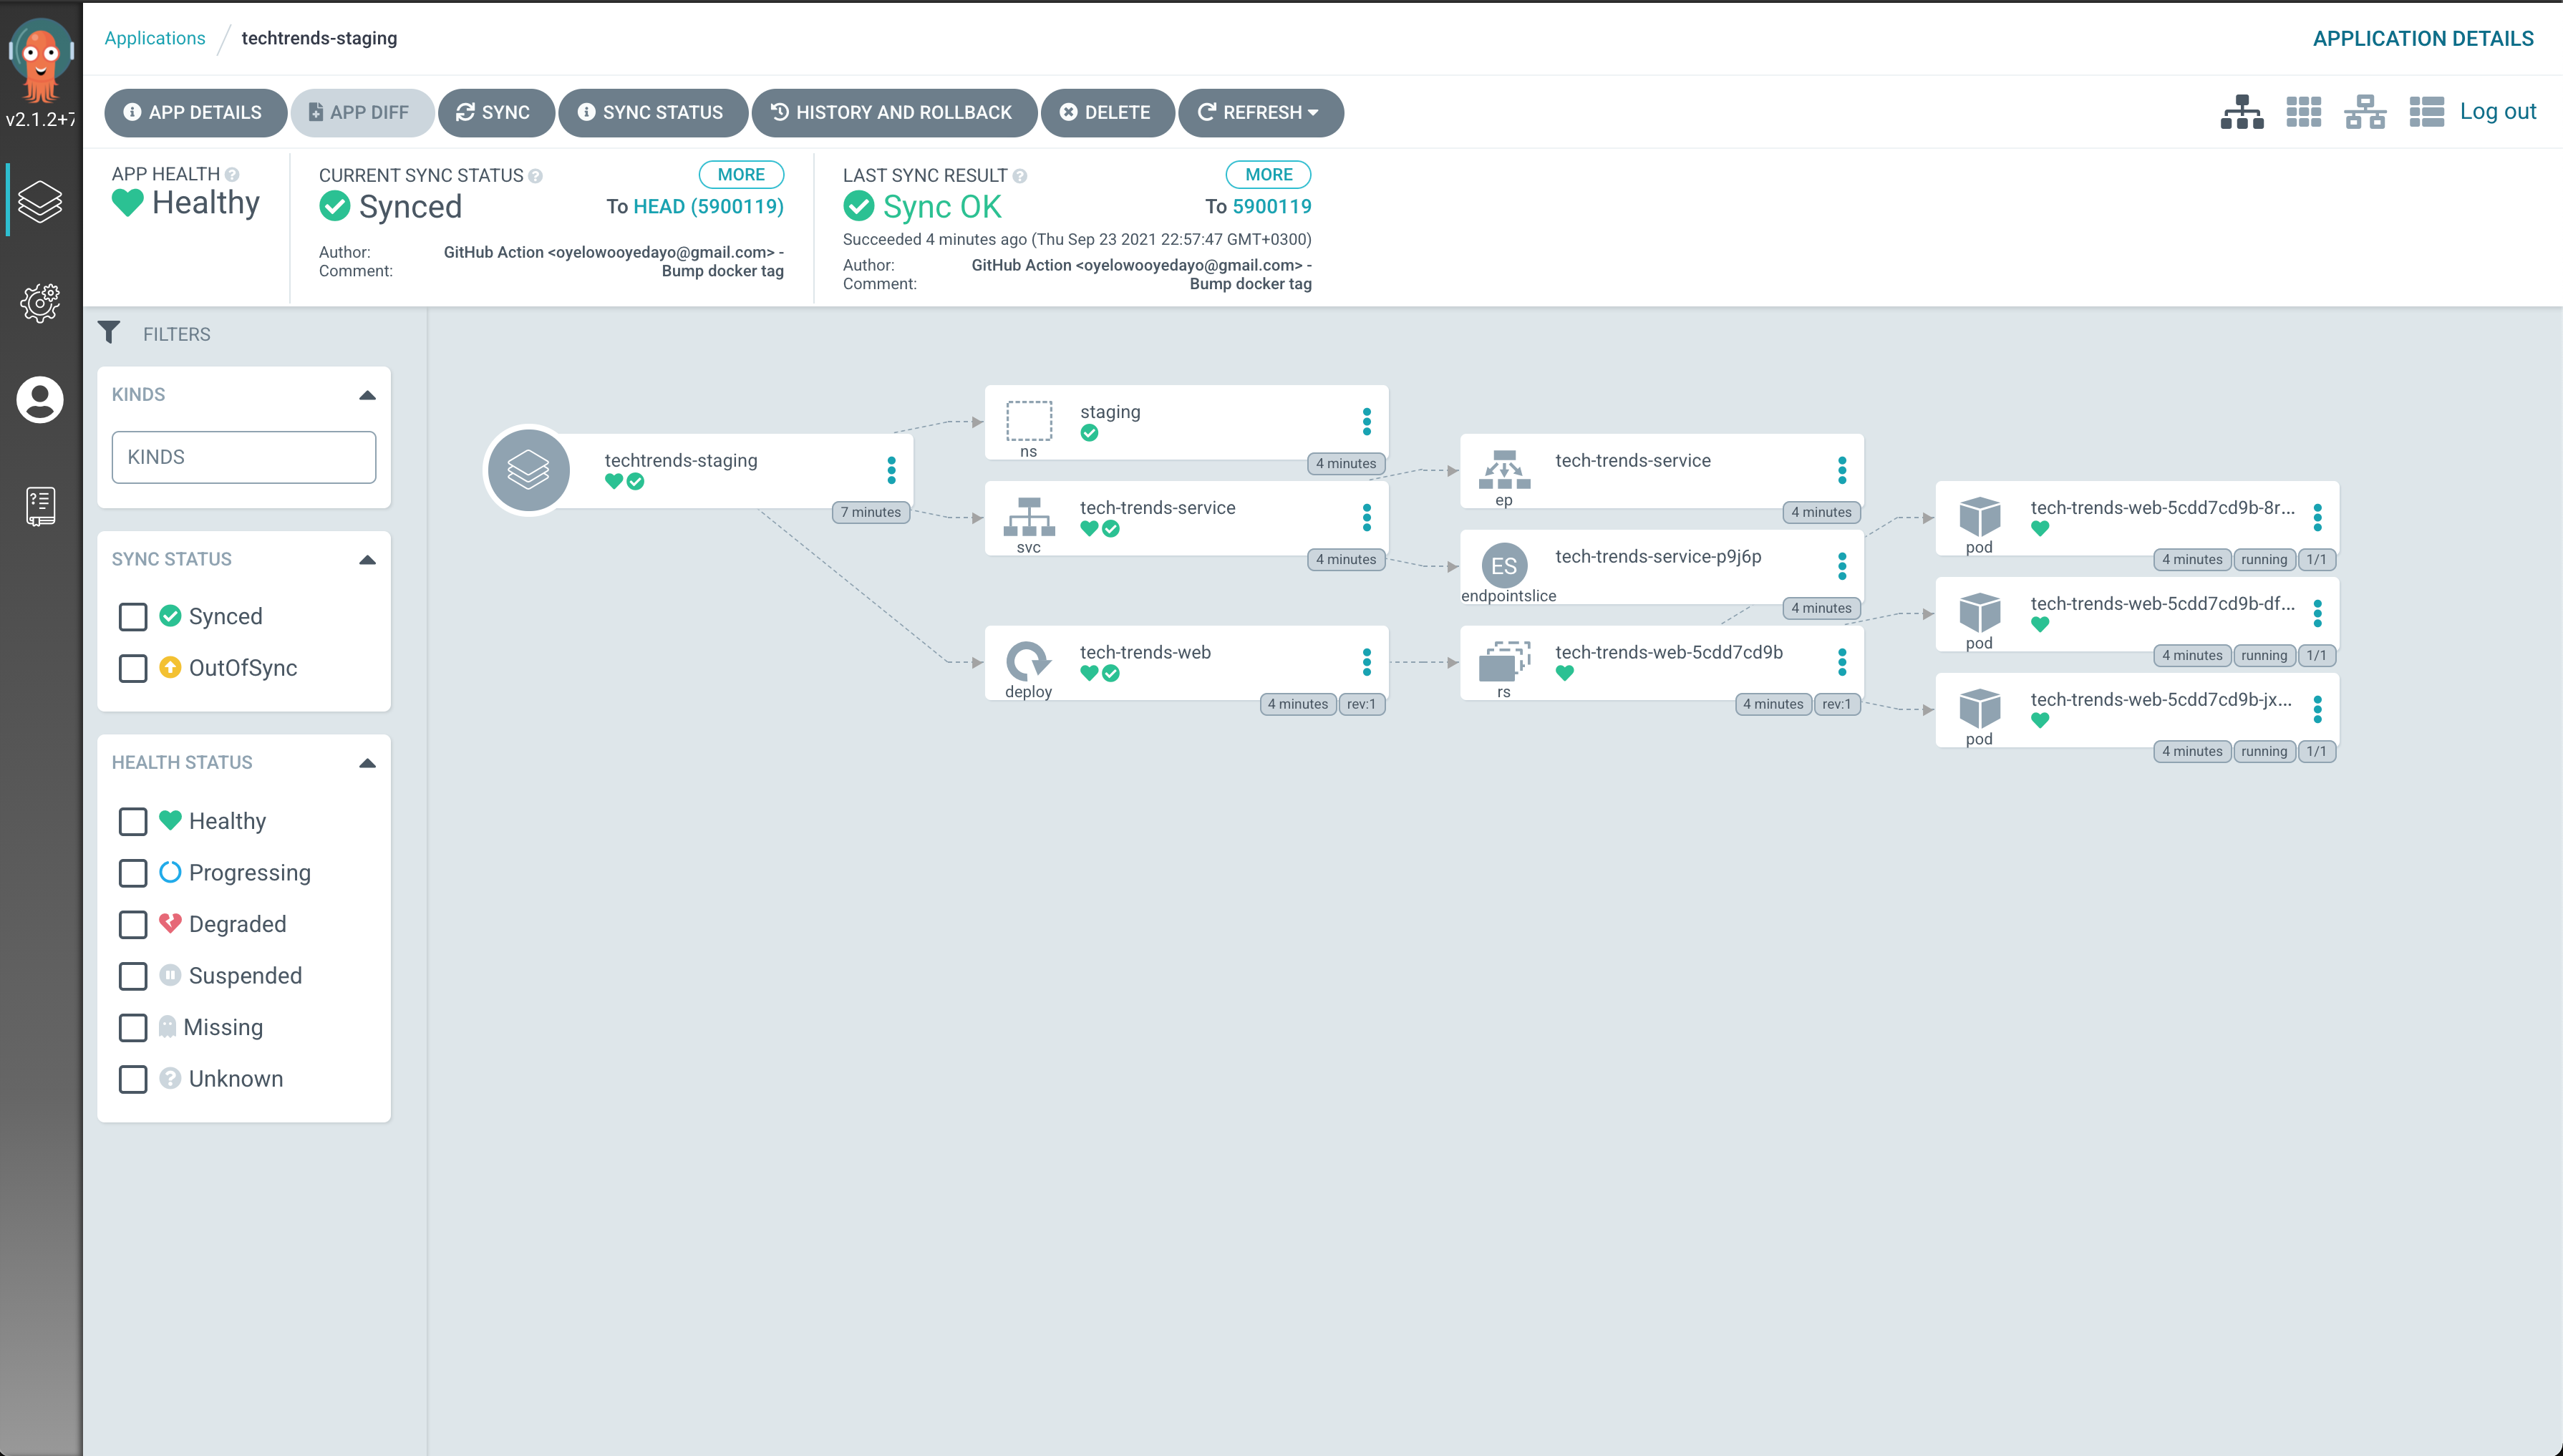 Applications / techtrends-staging
APPLICATION DETAILS
v2.1.2+7
APP DETAILS
APP DIFF
SYNC
SYNC STATUS
HISTORY AND ROLLBACK
DELETE
REFRESH
Log out
APP HEALTH
Healthy
CURRENT SYNC STATUS
MORE
Synced
To HEAD (5900119)
Author: GitHub Action <oyelowooyedayo@gmail.com> -
Comment: Bump docker tag
LAST SYNC RESULT
MORE
Sync OK
To 5900119
Succeeded 4 minutes ago (Thu Sep 23 2021 22:57:47 GMT+0300)
Author: GitHub Action <oyelowooyedayo@gmail.com> -
Comment: Bump docker tag
FILTERS
KINDS
KINDS
SYNC STATUS
Synced
OutOfSync
HEALTH STATUS
Healthy
Progressing
Degraded
Suspended
Missing
Unknown
techtrends-staging
7 minutes
staging
ns
4 minutes
tech-trends-service
svc
4 minutes
tech-trends-web
deploy
4 minutes
rev:1
tech-trends-service
ep
4 minutes
ES
tech-trends-service-p9j6p
endpointslice
4 minutes
tech-trends-web-5cdd7cd9b
rs
4 minutes
rev:1
tech-trends-web-5cdd7cd9b-8r...
pod
4 minutes
running
1/1
tech-trends-web-5cdd7cd9b-df...
pod
4 minutes
running
1/1
tech-trends-web-5cdd7cd9b-jx...
pod
4 minutes
running
1/1